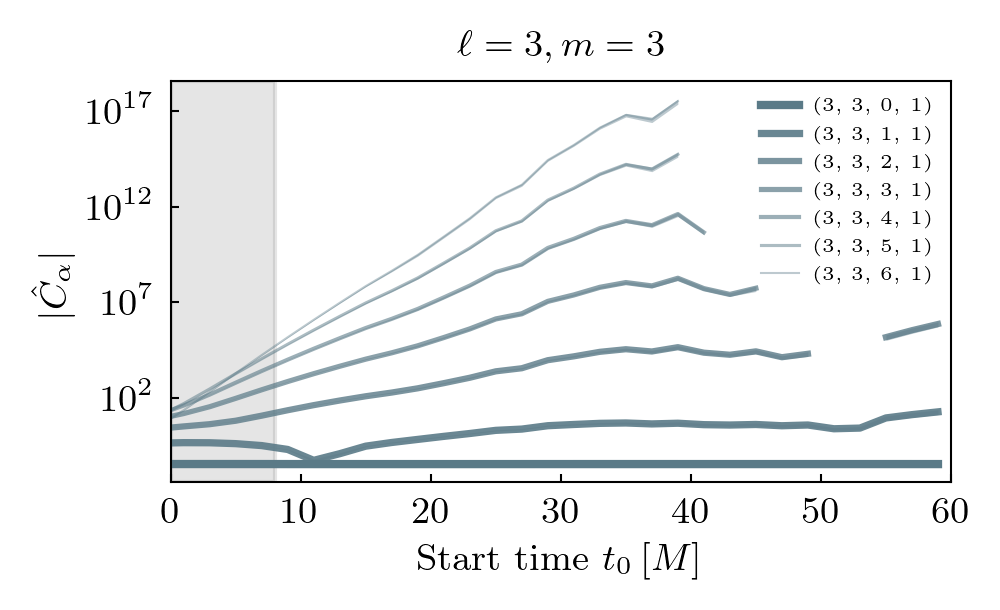 ℓ = 3, m = 3
|Ĉ_α|
10^17
10^12
10^7
10^2
(3, 3, 0, 1)
(3, 3, 1, 1)
(3, 3, 2, 1)
(3, 3, 3, 1)
(3, 3, 4, 1)
(3, 3, 5, 1)
(3, 3, 6, 1)
0 10 20 30 40 50 60
Start time t_0 [M]